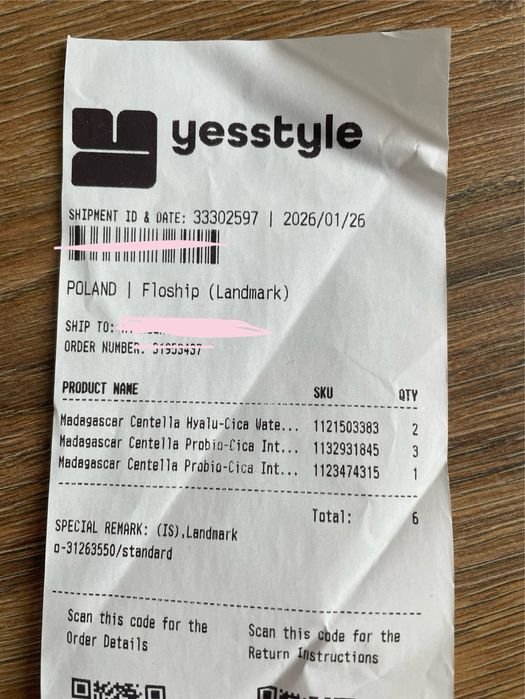 yesstyle
SHIPMENT ID & DATE: 33302597 | 2026/01/26
POLAND | Floship (Landmark)
SHIP TO:
ORDER NUMBER:
PRODUCT NAME SKU QTY
Madagascar Centella Hyalu-Cica Wate... 1121503383 2
Madagascar Centella Probio-Cica Int... 1132931845 3
Madagascar Centella Probio-Cica Int... 1123474315 1
Total: 6
SPECIAL REMARK: (IS),Landmark
o-31263550/standard
Scan this code for the
Order Details
Scan this code for the
Return Instructions